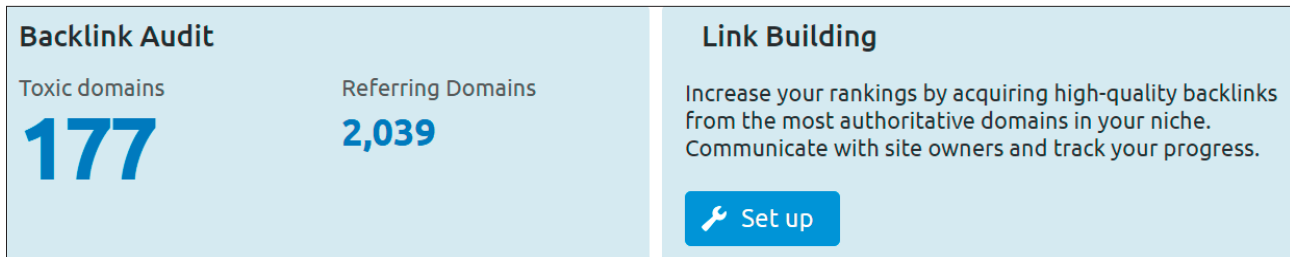 Backlink Audit
Toxic domains
177
Referring Domains
2,039
Link Building
Increase your rankings by acquiring high-quality backlinks
from the most authoritative domains in your niche.
Communicate with site owners and track your progress.
Set up